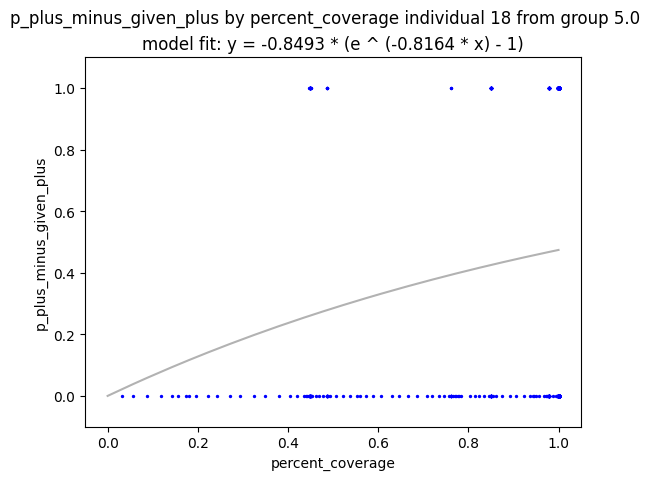 p_plus_minus_given_plus by percent_coverage individual 18 from group 5.0
model fit: y = -0.8493 * (e ^ (-0.8164 * x) - 1)
1.0
0.8
0.6
0.4
0.2
0.0
p_plus_minus_given_plus
0.0 0.2 0.4 0.6 0.8 1.0
percent_coverage